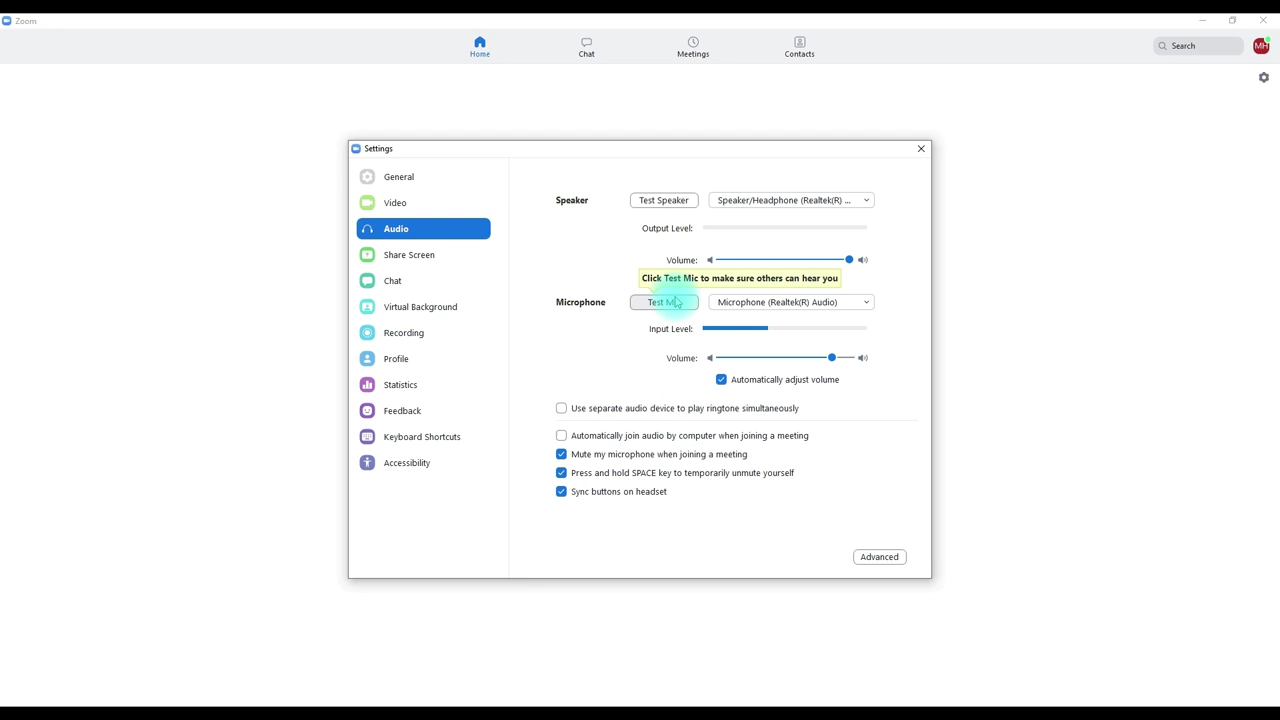 Zoom
Home
Chat
Meetings
Contacts
Search
MH
Settings
General
Video
Audio
Share Screen
Chat
Virtual Background
Recording
Profile
Statistics
Feedback
Keyboard Shortcuts
Accessibility
Speaker
Test Speaker
Speaker/Headphone (Realtek(R) ...
Output Level:
Volume:
Click Test Mic to make sure others can hear you
Microphone
Test M
Microphone (Realtek(R) Audio)
Input Level:
Volume:
Automatically adjust volume
Use separate audio device to play ringtone simultaneously
Automatically join audio by computer when joining a meeting
Mute my microphone when joining a meeting
Press and hold SPACE key to temporarily unmute yourself
Sync buttons on headset
Advanced